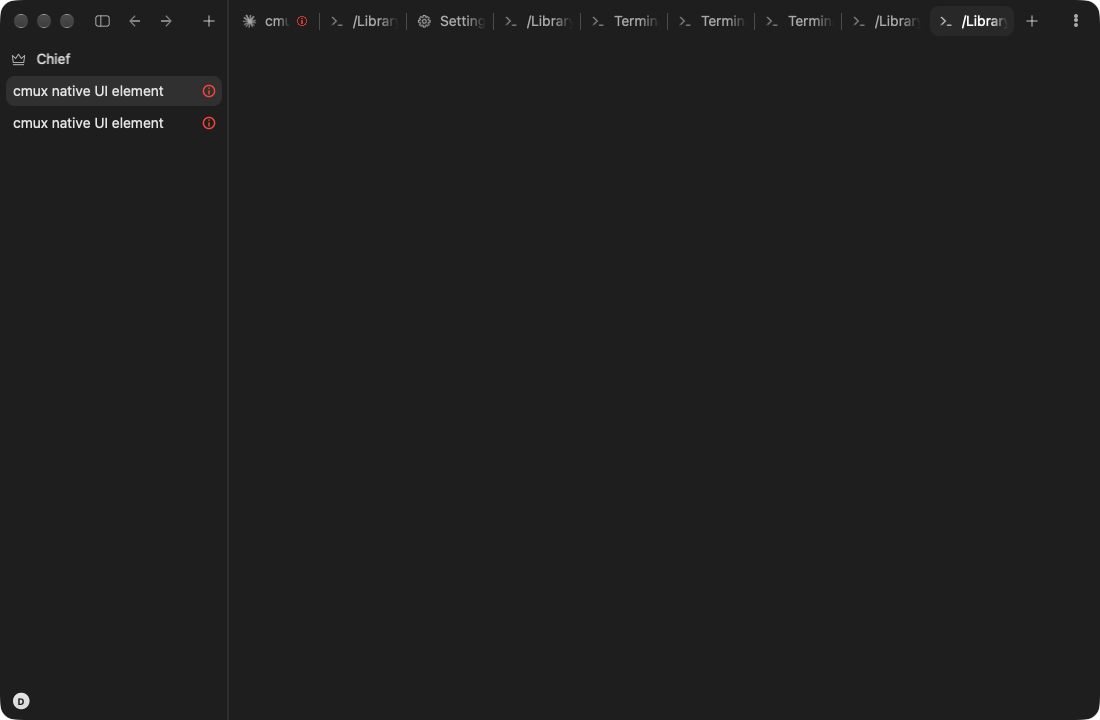 cmu /Library Setting /Library Termin Termin Termin /Library /Library
Chief
cmux native UI element
cmux native UI element
D